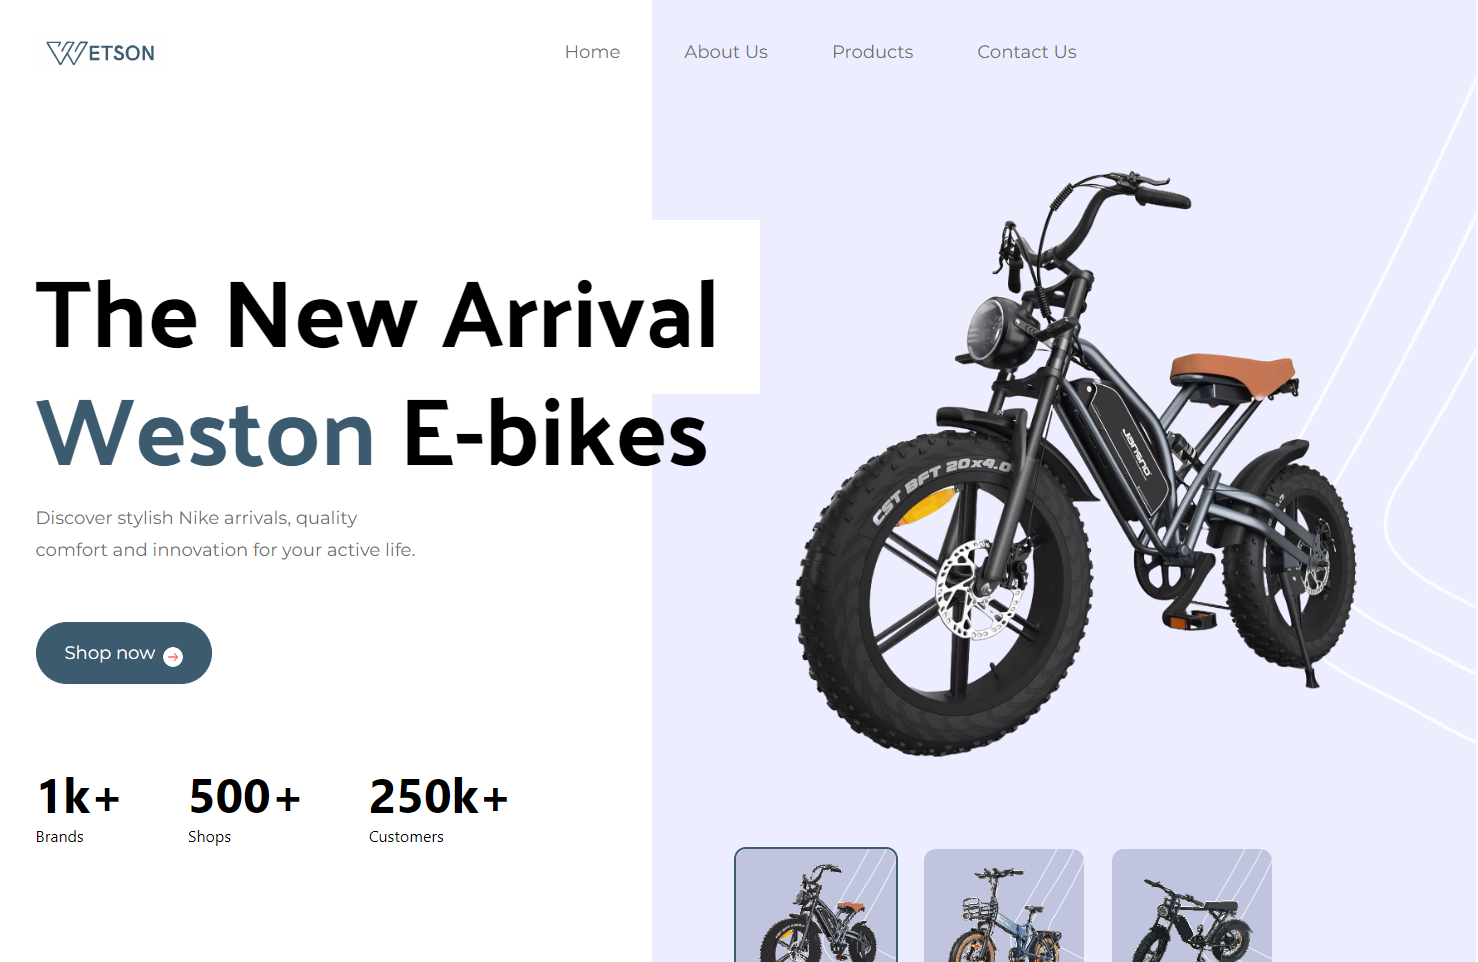 WETSON
Home
About Us
Products
Contact Us
The New Arrival
Weston E-bikes
Discover stylish Nike arrivals, quality
comfort and innovation for your active life.
Shop now
1k+
Brands
500+
Shops
250k+
Customers
CST BFT 20x4.0
Jansno